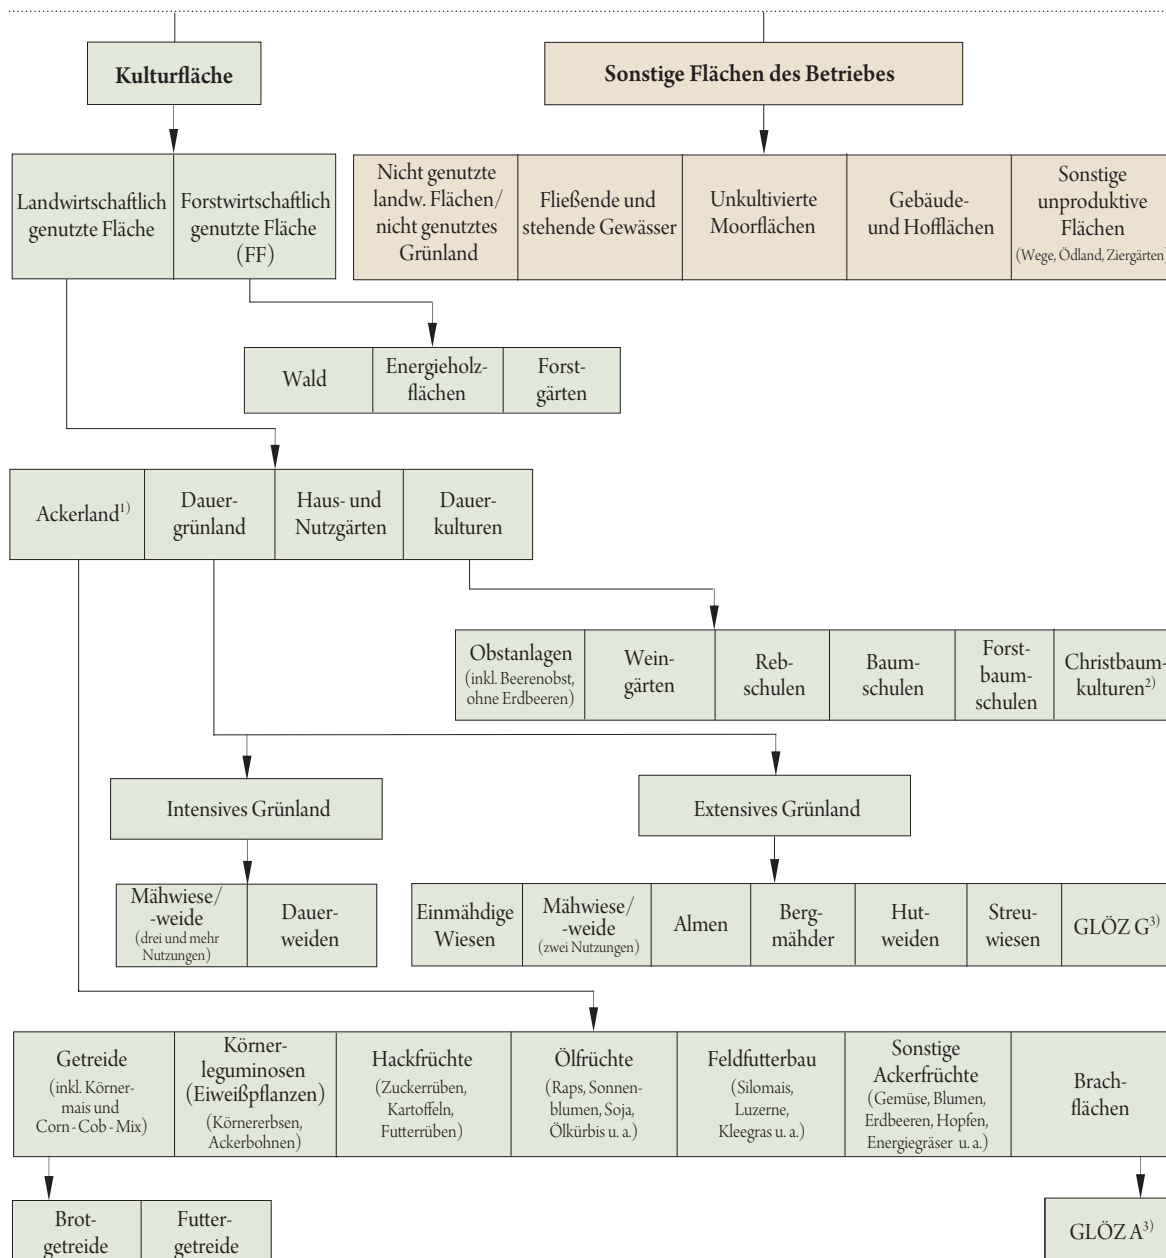 Kulturfläche
Sonstige Flächen des Betriebes
Landwirtschaftlich
genutzte Fläche
Forstwirtschaftlich
genutzte Fläche
(FF)
Nicht genutzte
landw. Flächen/
nicht genutztes
Grünland
Fließende und
stehende Gewässer
Unkultivierte
Moorflächen
Gebäude-
und Hofflächen
Sonstige
unproduktive
Flächen
(Wege, Ödland, Ziergärten)
Wald
Energieholz-
flächen
Forst-
gärten
Ackerland1)
Dauer-
grünland
Haus- und
Nutzgärten
Dauer-
kulturen
Obstanlagen
(inkl. Beerenobst,
ohne Erdbeeren)
Wein-
gärten
Reb-
schulen
Baum-
schulen
Forst-
baum-
schulen
Christbaum-
kulturen2)
Intensives Grünland
Extensives Grünland
Mähwiese/
-weide
(drei und mehr
Nutzungen)
Dauer-
weiden
Einmähdige
Wiesen
Mähwiese/
-weide
(zwei Nutzungen)
Almen
Berg-
mähder
Hut-
weiden
Streu-
wiesen
GLÖZ G3)
Getreide
(inkl. Körner-
mais und
Corn-Cob-Mix)
Körner-
leguminosen
(Eiweißpflanzen)
(Körnererbsen,
Ackerbohnen)
Hackfrüchte
(Zuckerrüben,
Kartoffeln,
Futterrüben)
Ölfrüchte
(Raps, Sonnen-
blumen, Soja,
Ölkürbis u. a.)
Feldfutterbau
(Silomais,
Luzerne,
Kleegras u. a.)
Sonstige
Ackerfrüchte
(Gemüse, Blumen,
Erdbeeren, Hopfen,
Energiegräser u. a.)
Brach-
flächen
Brot-
getreide
Futter-
getreide
GLÖZ A3)